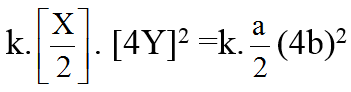 k.[X/2]. [4Y]² =k. a/2 (4b)²